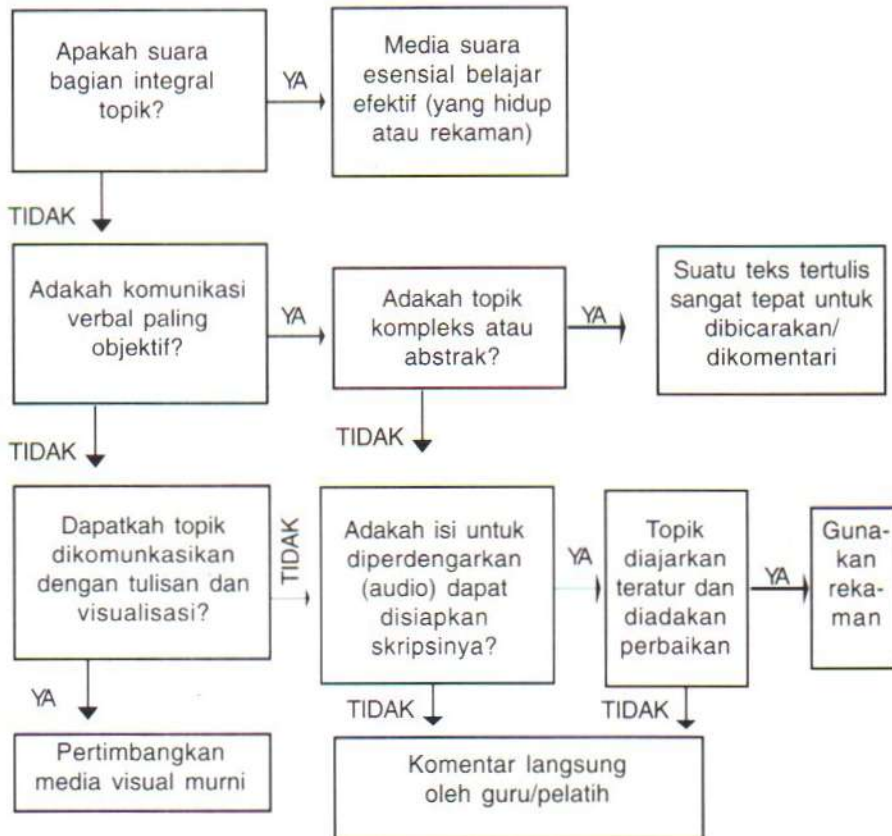 Apakah suara
bagian integral
topik?
YA
Media suara
esensial belajar
efektif (yang hidup
atau rekaman)
TIDAK
Adakah komunikasi
verbal paling
objektif?
YA
Adakah topik
kompleks atau
abstrak?
YA
Suatu teks tertulis
sangat tepat untuk
dibicarakan/
dikomentari
TIDAK
TIDAK
Dapatkah topik
dikomunkasikan
dengan tulisan dan
visualisasi?
TIDAK
Adakah isi untuk
diperdengarkan
(audio) dapat
disiapkan
skripsinya?
YA
Topik
diajarkan
teratur dan
diadakan
perbaikan
YA
Guna-
kan
reka-
man
YA
TIDAK
TIDAK
Pertimbangkan
media visual murni
Komentar langsung
oleh guru/pelatih